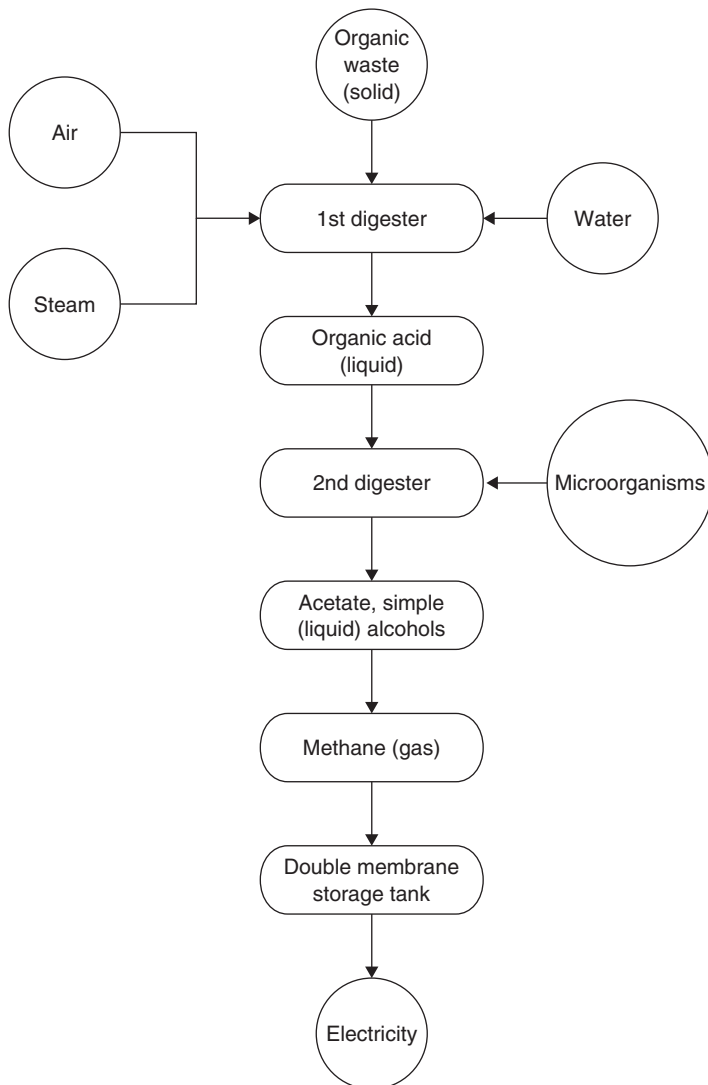 Organic
waste
(solid)
Air
1st digester
Water
Steam
Organic acid
(liquid)
2nd digester
Microorganisms
Acetate, simple
(liquid) alcohols
Methane (gas)
Double membrane
storage tank
Electricity